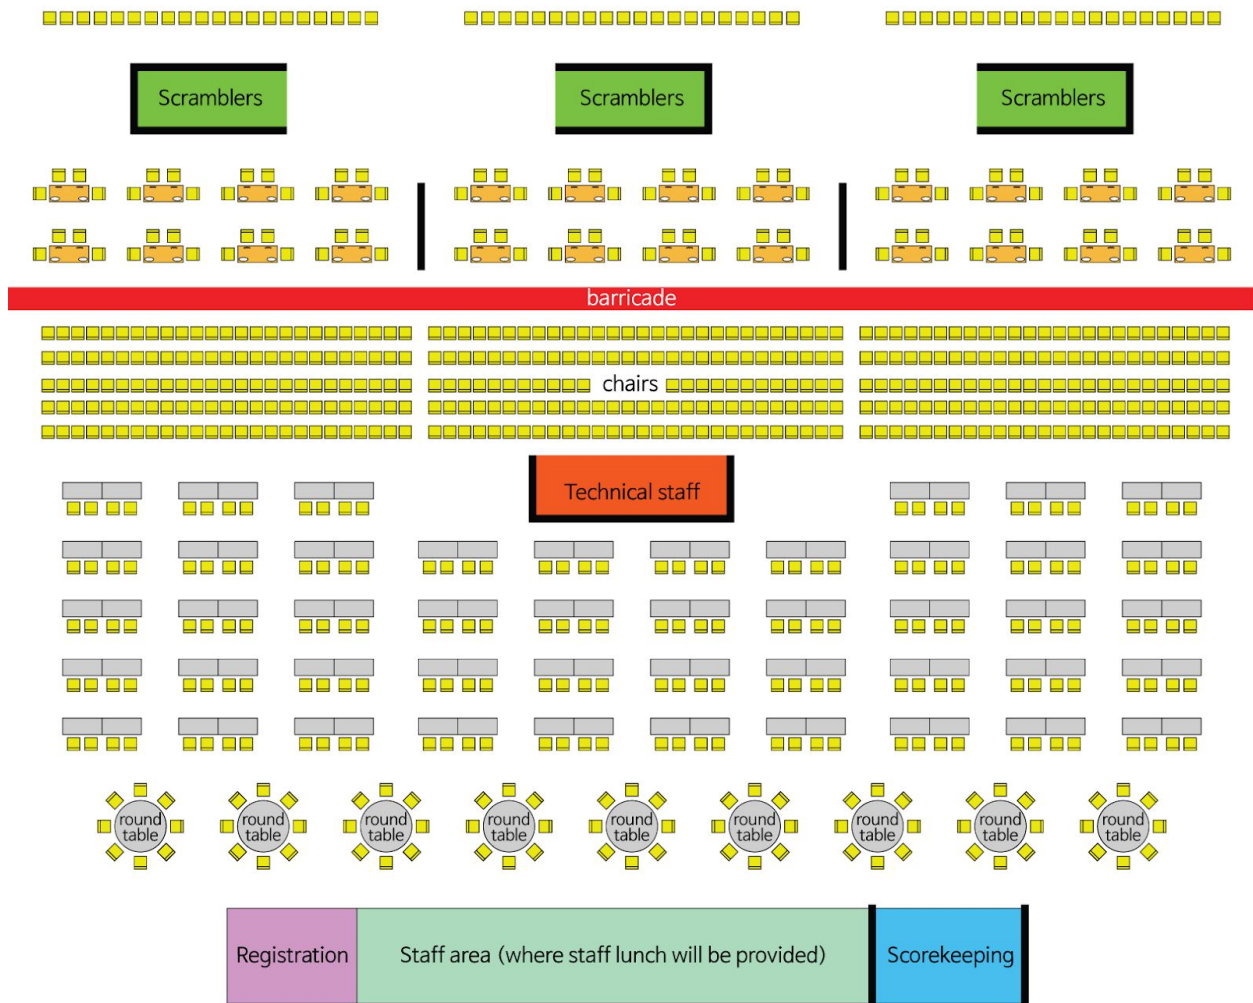 Scramblers
Scramblers
Scramblers
barricade
chairs
Technical staff
round
table
round
table
round
table
round
table
round
table
round
table
round
table
round
table
round
table
Registration
Staff area (where staff lunch will be provided)
Scorekeeping